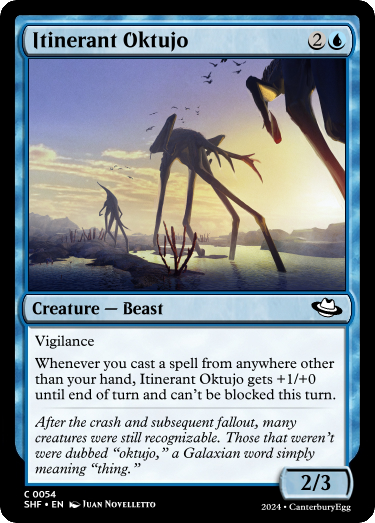 Itinerant Oktujo 2
Creature — Beast
Vigilance
Whenever you cast a spell from anywhere other
than your hand, Itinerant Oktujo gets +1/+0
until end of turn and can't be blocked this turn.
After the crash and subsequent fallout, many
creatures were still recognizable. Those that weren't
were dubbed “oktujo,” a Galaxian word simply
meaning “thing.”
2/3
C 0054
SHF • EN Juan Novelletto
2024 • CanterburyEgg